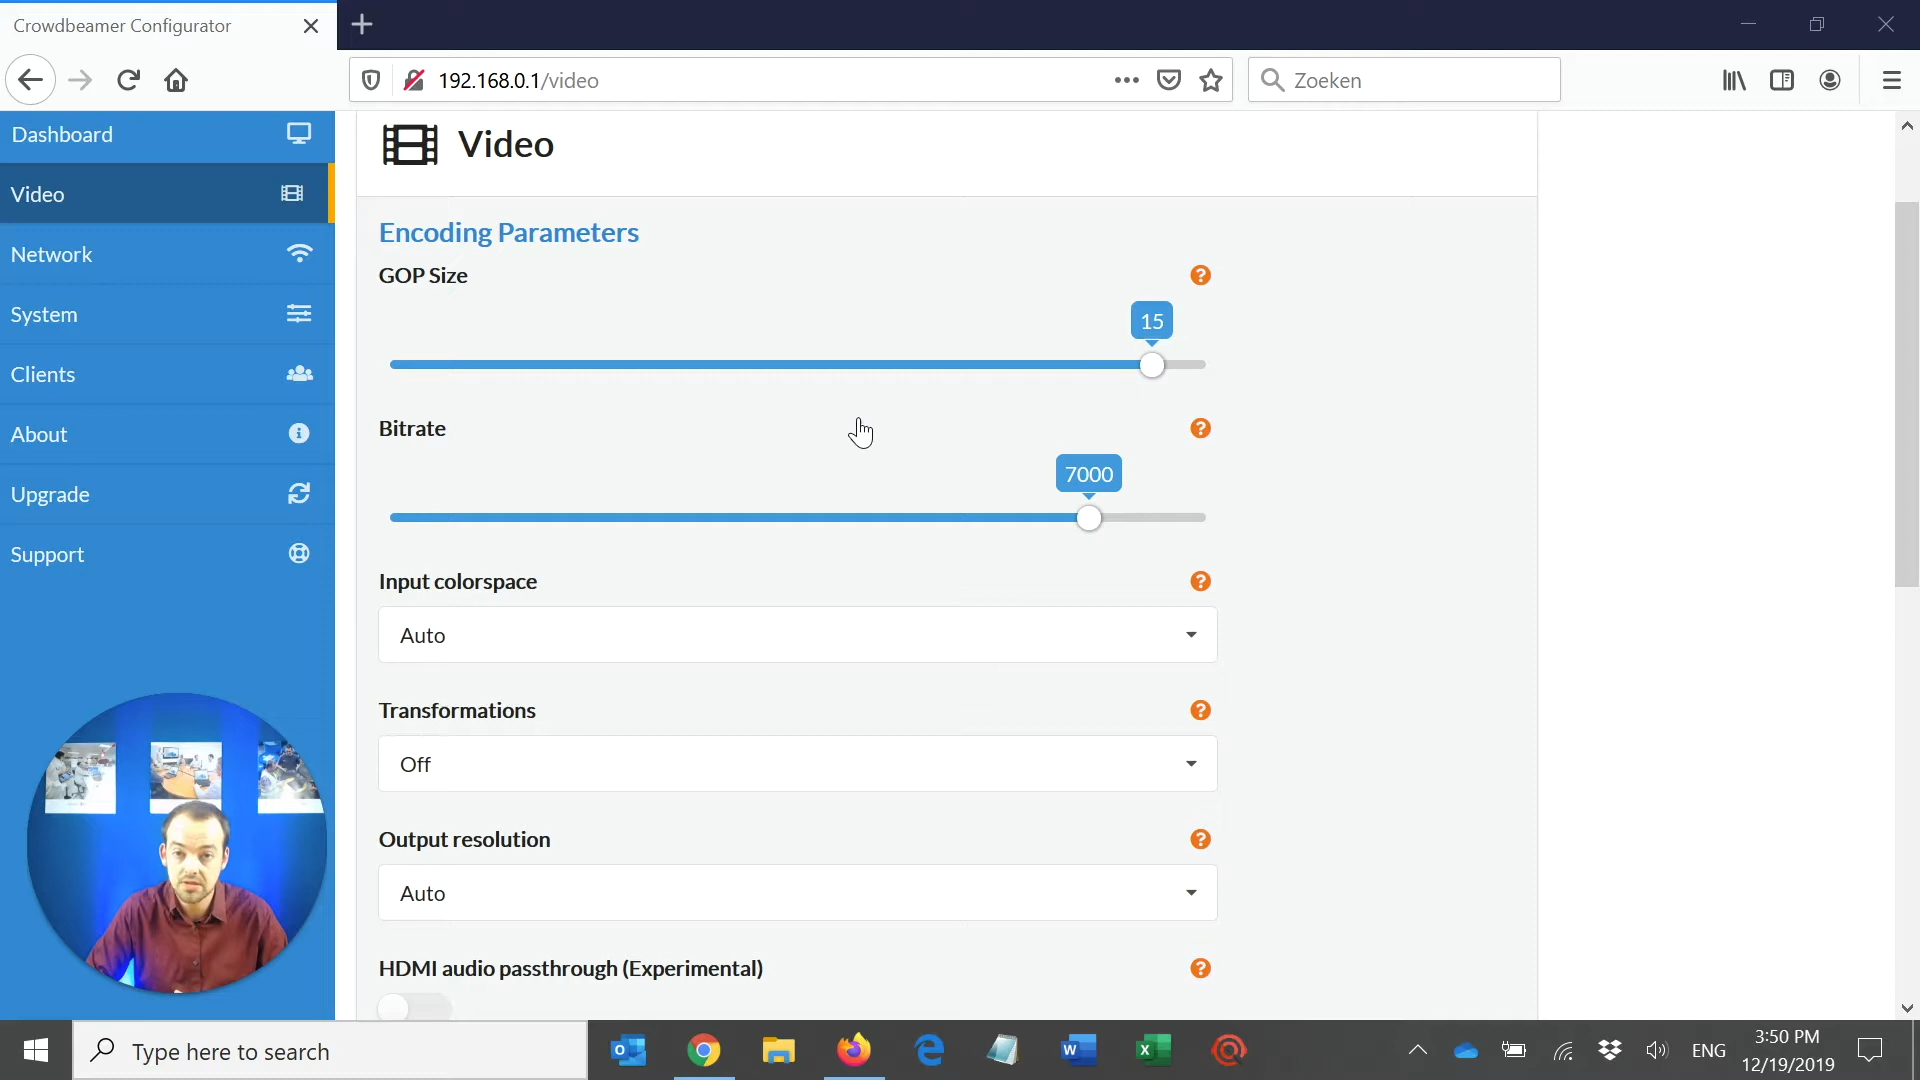 Crowdbeamer Configurator
192.168.0.1/video
Zoeken
Dashboard
Video
Network
System
Clients
About
Upgrade
Support
Video
Encoding Parameters
GOP Size
15
Bitrate
7000
Input colorspace
Auto
Transformations
Off
Output resolution
Auto
HDMI audio passthrough (Experimental)
Type here to search
ENG
3:50 PM
12/19/2019